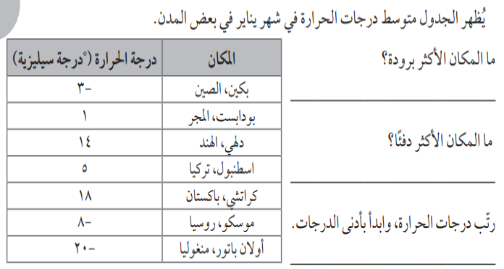 يُظهر الجدول متوسط درجات الحرارة في شهر يناير في بعض المدن.
ما المكان الأكثر برودة؟
ما المكان الأكثر دفئًا؟
رتّب درجات الحرارة، وابدأ بأدنى الدرجات.
المكان درجة الحرارة (°درجة سيليزية)
بكين، الصين -٣
بودابست، المجر ١
دلهي، الهند ١٤
اسطنبول، تركيا ٥
كراتشي، باكستان ١٨
موسكو، روسيا -٨
أولان باتور، منغوليا -٢٠